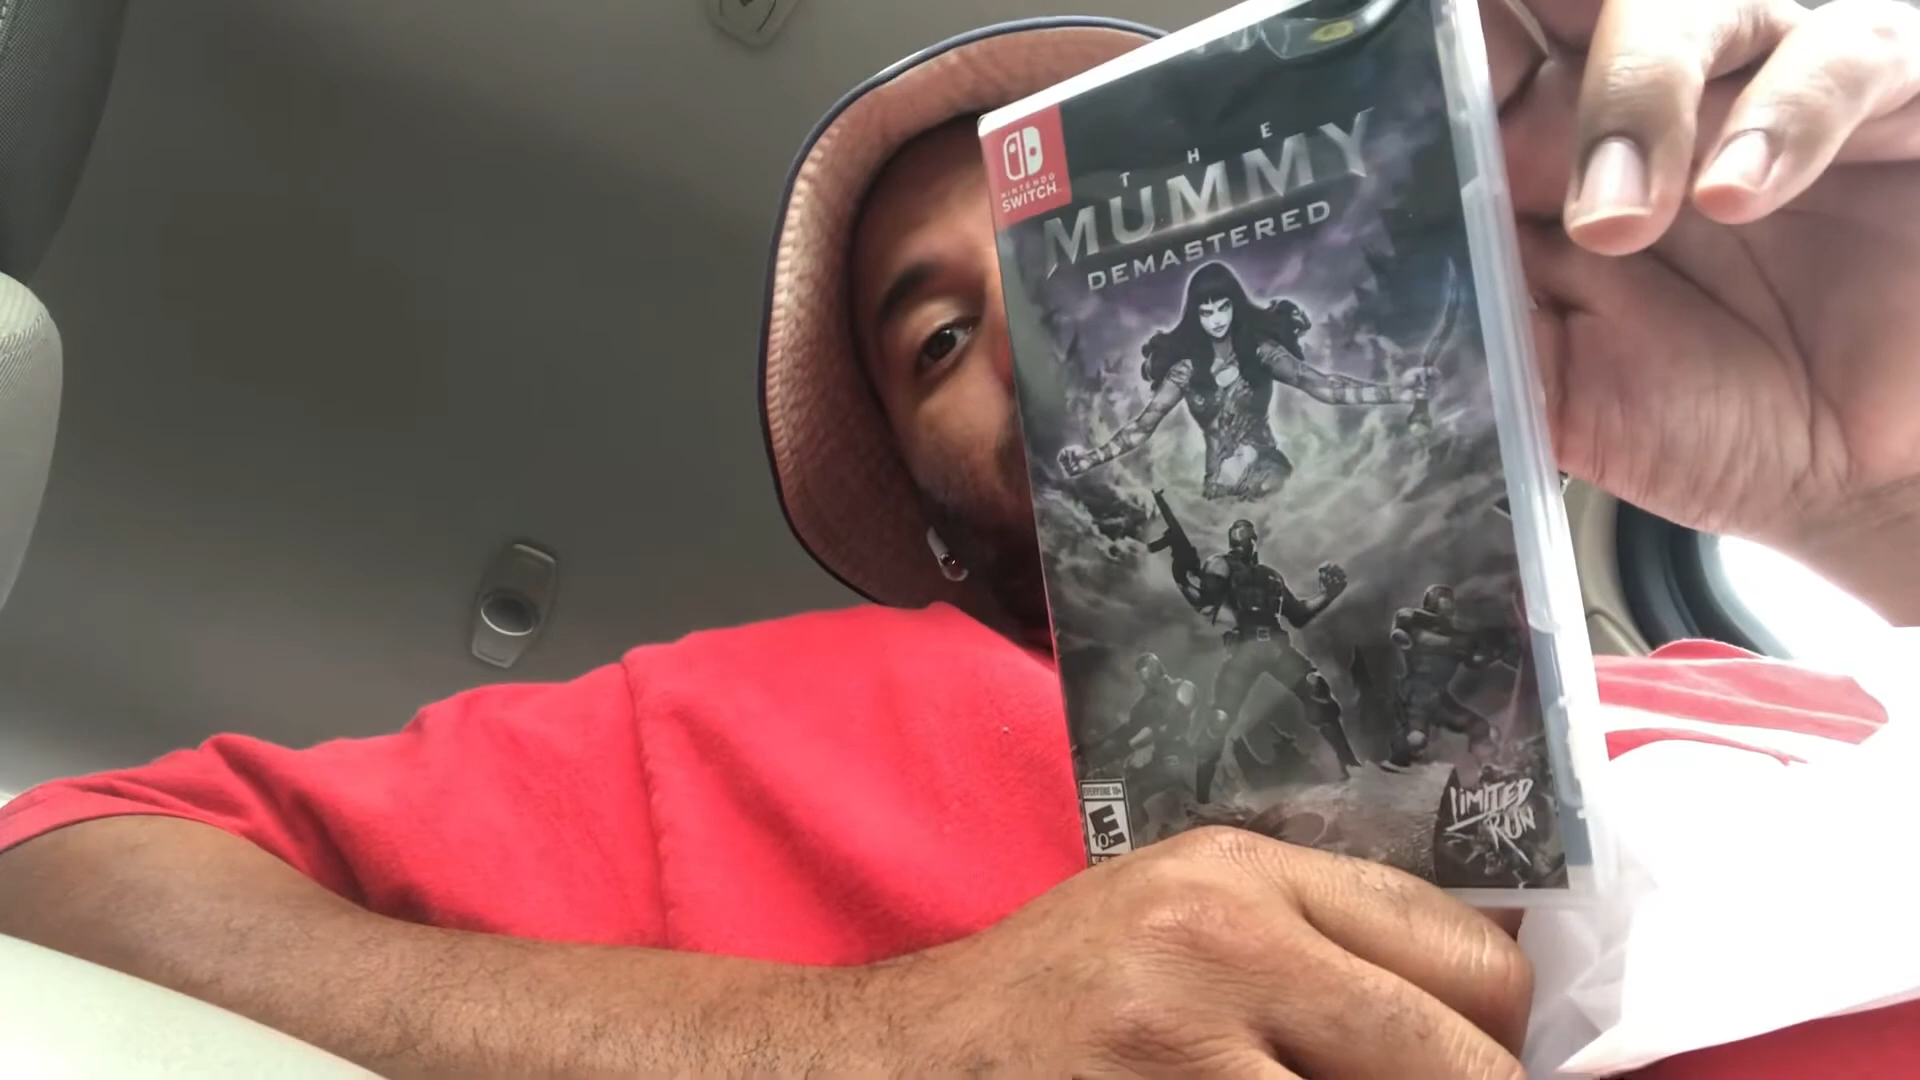 NINTENDO
SWITCH
THE
MUMMY
DEMASTERED
EVERYONE 10+
E
10+
LIMITED
RUN